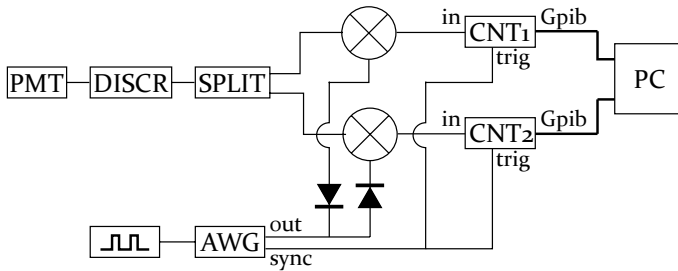 in
CNT1
Gpib
trig
PMT
DISCR
SPLIT
PC
in
CNT2
Gpib
trig
out
AWG
sync